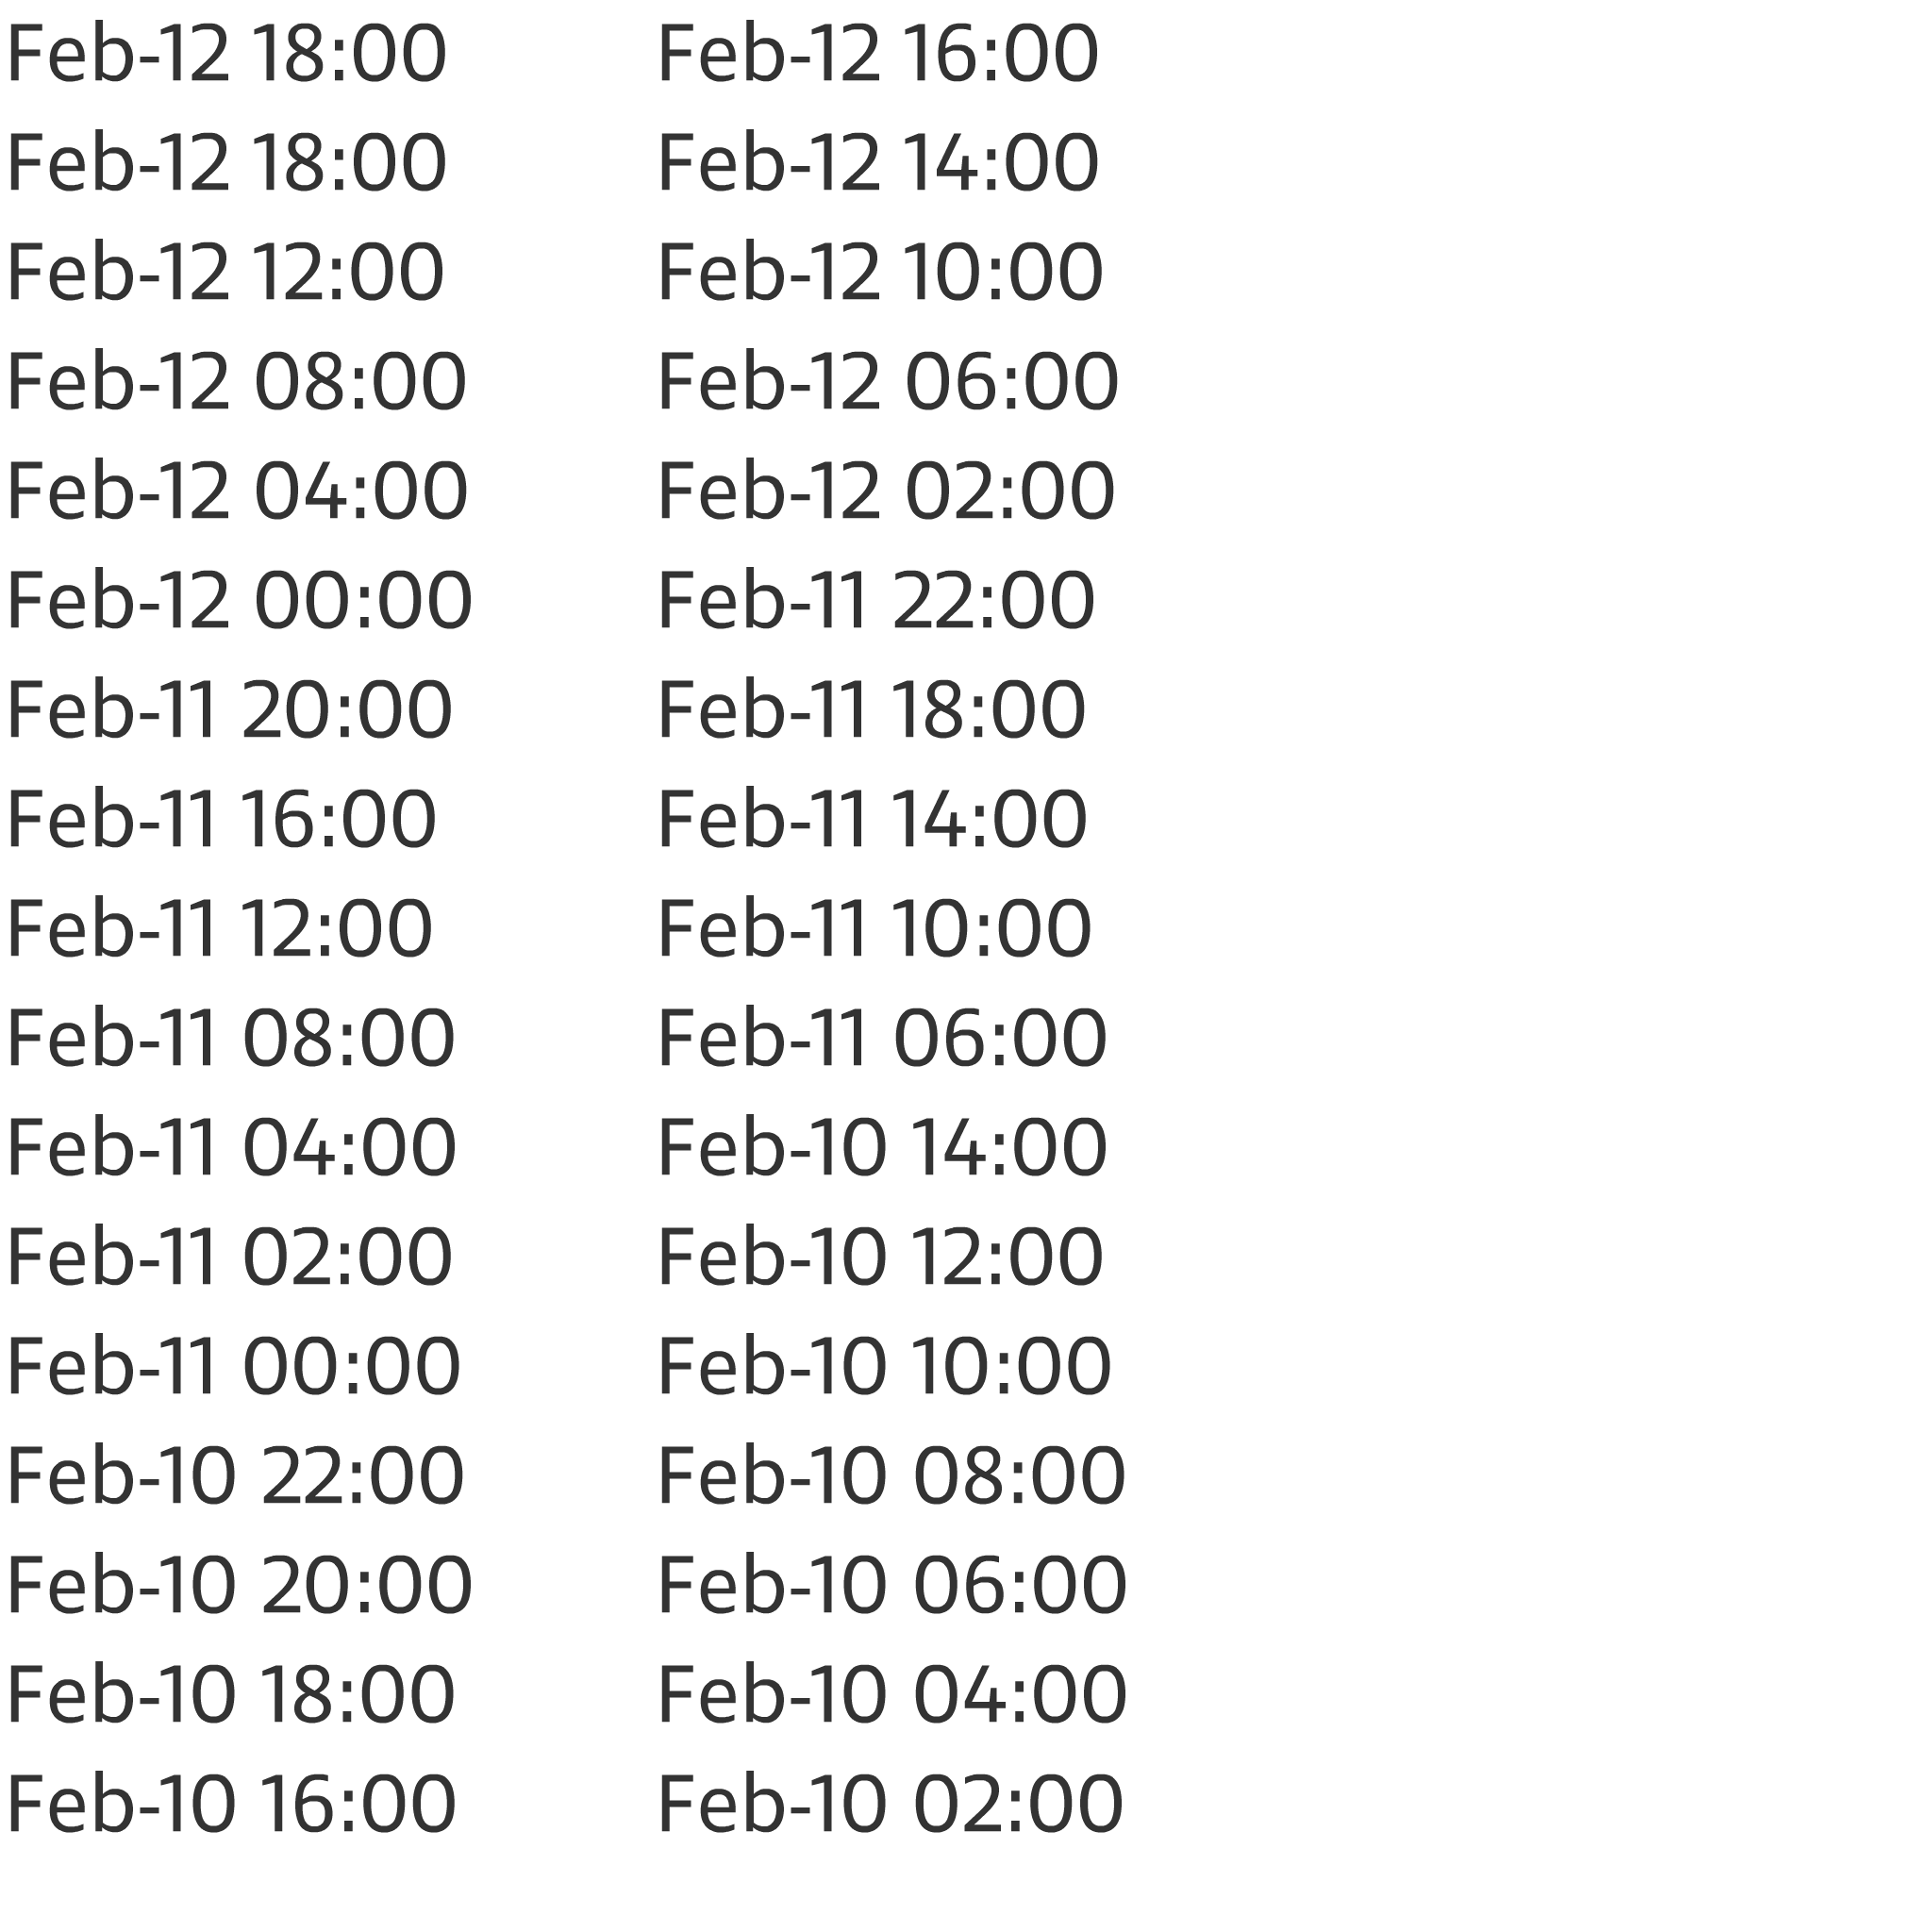 Feb-12 18:00 Feb-12 16:00
Feb-12 18:00 Feb-12 14:00
Feb-12 12:00 Feb-12 10:00
Feb-12 08:00 Feb-12 06:00
Feb-12 04:00 Feb-12 02:00
Feb-12 00:00 Feb-11 22:00
Feb-11 20:00 Feb-11 18:00
Feb-11 16:00 Feb-11 14:00
Feb-11 12:00 Feb-11 10:00
Feb-11 08:00 Feb-11 06:00
Feb-11 04:00 Feb-10 14:00
Feb-11 02:00 Feb-10 12:00
Feb-11 00:00 Feb-10 10:00
Feb-10 22:00 Feb-10 08:00
Feb-10 20:00 Feb-10 06:00
Feb-10 18:00 Feb-10 04:00
Feb-10 16:00 Feb-10 02:00